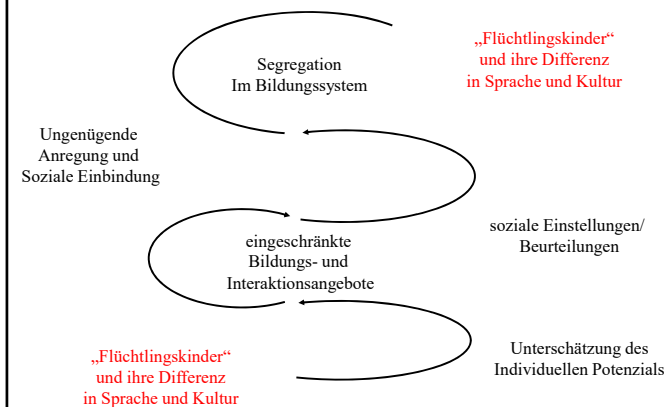 „Flüchtlingskinder“
und ihre Differenz
in Sprache und Kultur
Segregation
Im Bildungssystem
Ungenügende
Anregung und
Soziale Einbindung
soziale Einstellungen/
Beurteilungen
eingeschränkte
Bildungs- und
Interaktionsangebote
Unterschätzung des
Individuellen Potenzials
„Flüchtlingskinder“
und ihre Differenz
in Sprache und Kultur